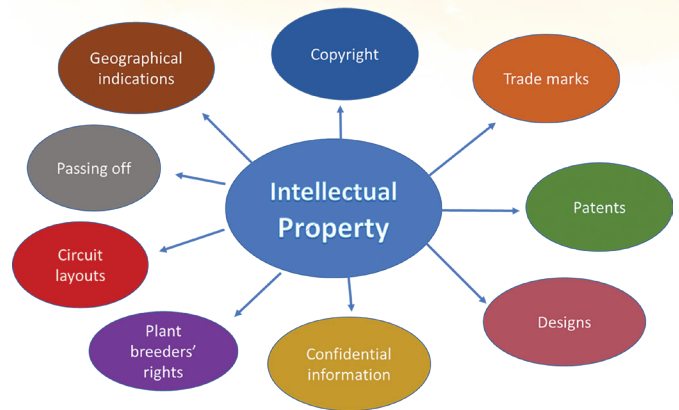 Geographical
indications
Copyright
Trade marks
Passing off
Intellectual
Property
Patents
Circuit
layouts
Designs
Plant
breeders’
rights
Confidential
information